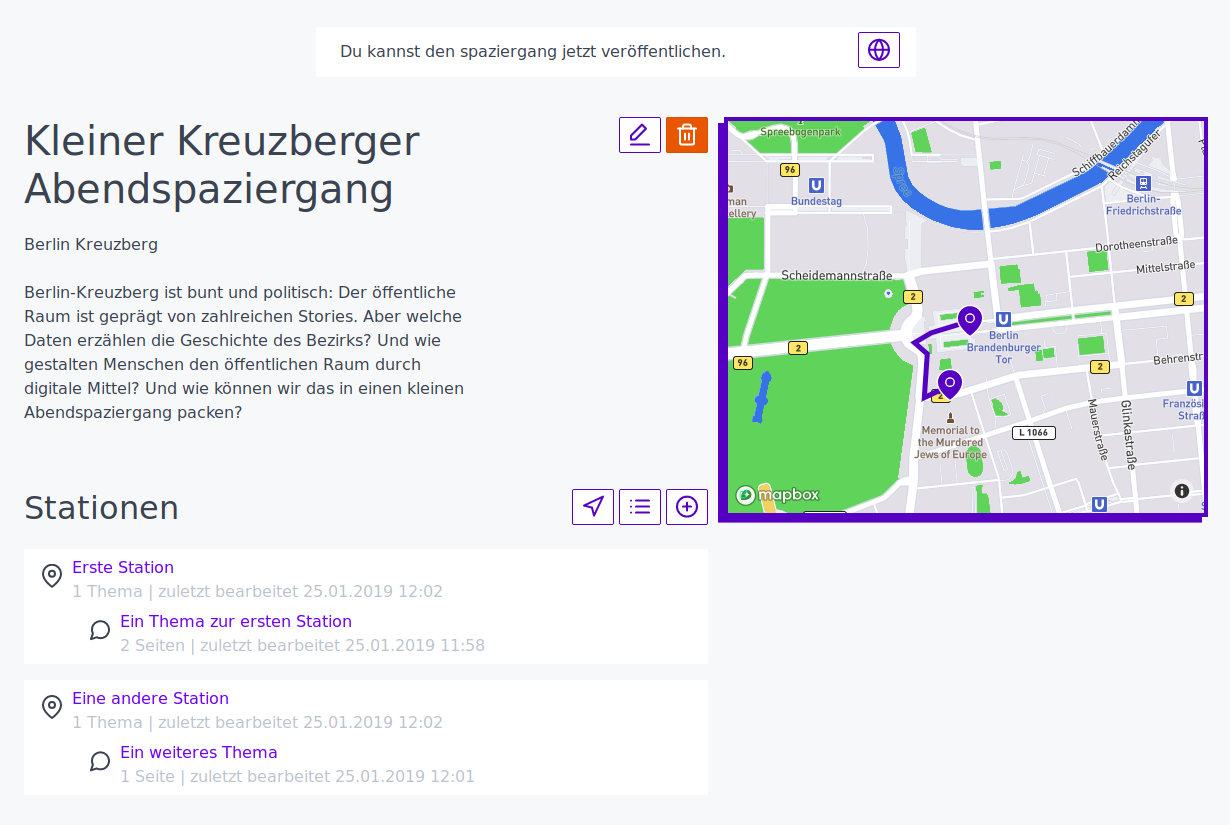 Du kannst den spaziergang jetzt veröffentlichen.
Kleiner Kreuzberger
Abendspaziergang
Berlin Kreuzberg
Berlin-Kreuzberg ist bunt und politisch: Der öffentliche
Raum ist geprägt von zahlreichen Stories. Aber welche
Daten erzählen die Geschichte des Bezirks? Und wie
gestalten Menschen den öffentlichen Raum durch
digitale Mittel? Und wie können wir das in einen kleinen
Abendspaziergang packen?
Spreebogenpark
96
U
Bundestag
Spree
Schiffbauerdamm
Reichstagufer
Berlin-
Friedrichstraße
Dorotheenstraße
Mittelstraße
Scheidemannstraße
2
2
U
Berlin
Brandenburger
Tor
2
96
2
Behrenstr
2
U
Memorial to
the Murdered
Jews of Europe
L 1066
Mauerstraße
Glinkastraße
mapbox
U
Stationen
Erste Station
1 Thema | zuletzt bearbeitet 25.01.2019 12:02
Ein Thema zur ersten Station
2 Seiten | zuletzt bearbeitet 25.01.2019 11:58
Eine andere Station
1 Thema | zuletzt bearbeitet 25.01.2019 12:02
Ein weiteres Thema
1 Seite | zuletzt bearbeitet 25.01.2019 12:01